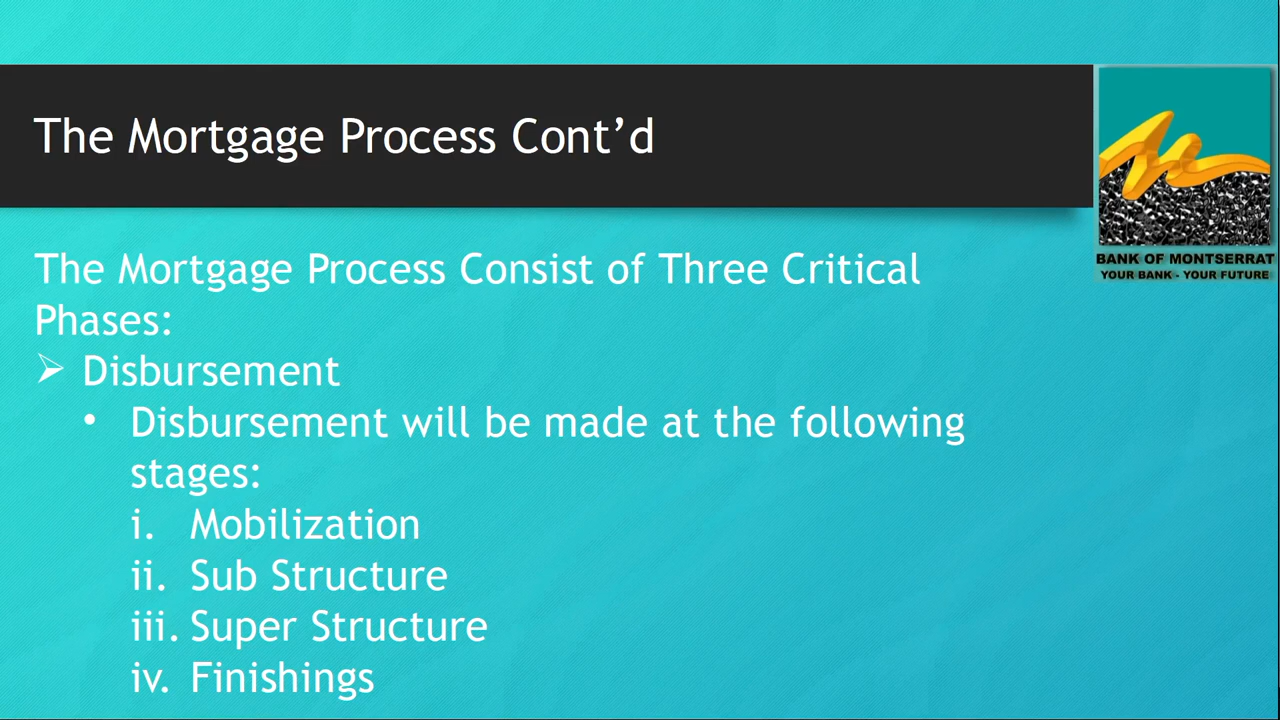 The Mortgage Process Cont’d
BANK OF MONTSERRAT
YOUR BANK - YOUR FUTURE
The Mortgage Process Consist of Three Critical
Phases:
➢ Disbursement
• Disbursement will be made at the following
stages:
i. Mobilization
ii. Sub Structure
iii. Super Structure
iv. Finishings